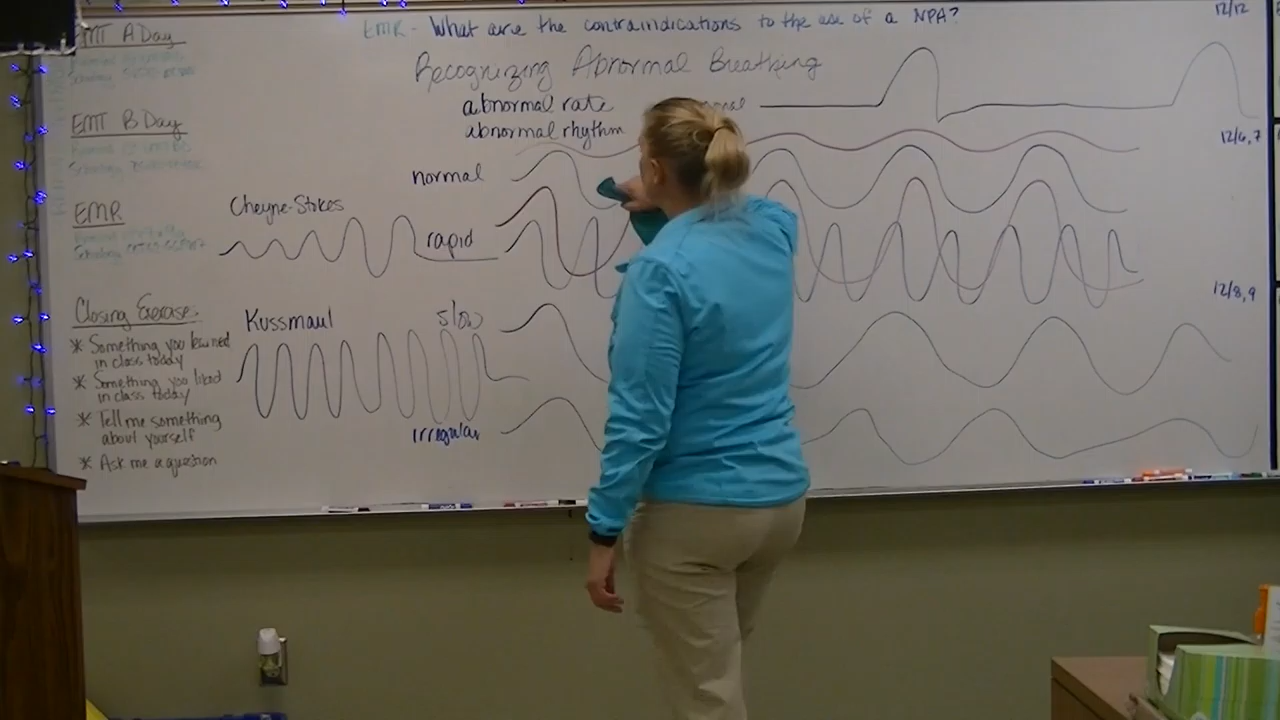 EMR - What are the contraindications to the use of a NPA?
12/12
EMT A Day
Recognizing Abnormal Breathing
abnormal rate
abnormal rhythm
EMT B Day
12/6,7
normal
EMR
Cheyne-Stokes
rapid
12/8,9
Closing Exercise:
* Something you learned
in class today
* Something you liked
in class today
* Tell me something
about yourself
* Ask me a question
Kussmaul
slow
irregular